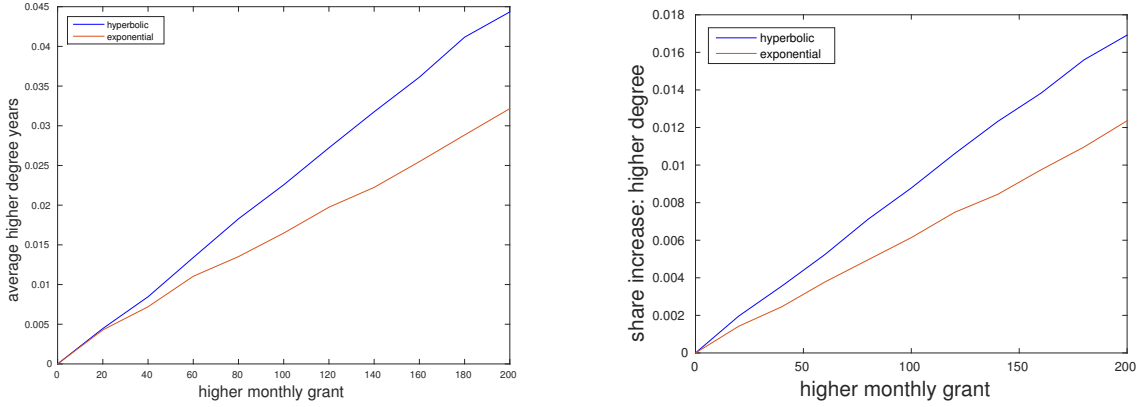 0.045
0.04
0.035
0.03
0.025
0.02
0.015
0.01
0.005
0
average higher degree years
hyperbolic
exponential
0 20 40 60 80 100 120 140 160 180 200
higher monthly grant
0.018
0.016
0.014
0.012
0.01
0.008
0.006
0.004
0.002
0
share increase: higher degree
hyperbolic
exponential
0 50 100 150 200
higher monthly grant